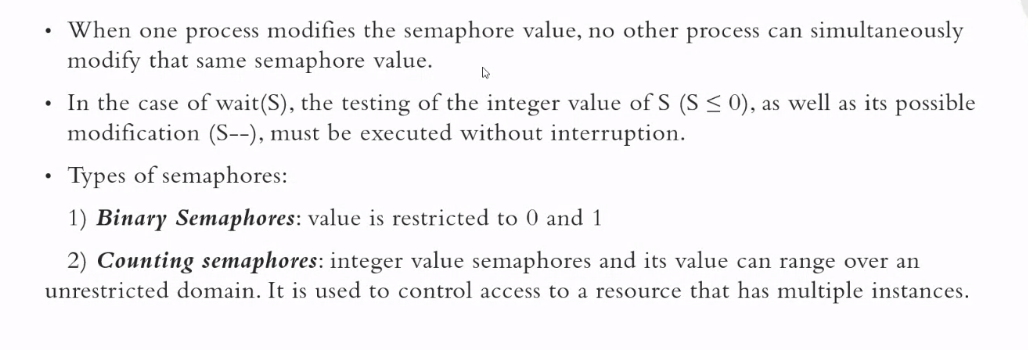 • When one process modifies the semaphore value, no other process can simultaneously
modify that same semaphore value.
• In the case of wait(S), the testing of the integer value of S (S ≤ 0), as well as its possible
modification (S--), must be executed without interruption.
• Types of semaphores:
1) Binary Semaphores: value is restricted to 0 and 1
2) Counting semaphores: integer value semaphores and its value can range over an
unrestricted domain. It is used to control access to a resource that has multiple instances.